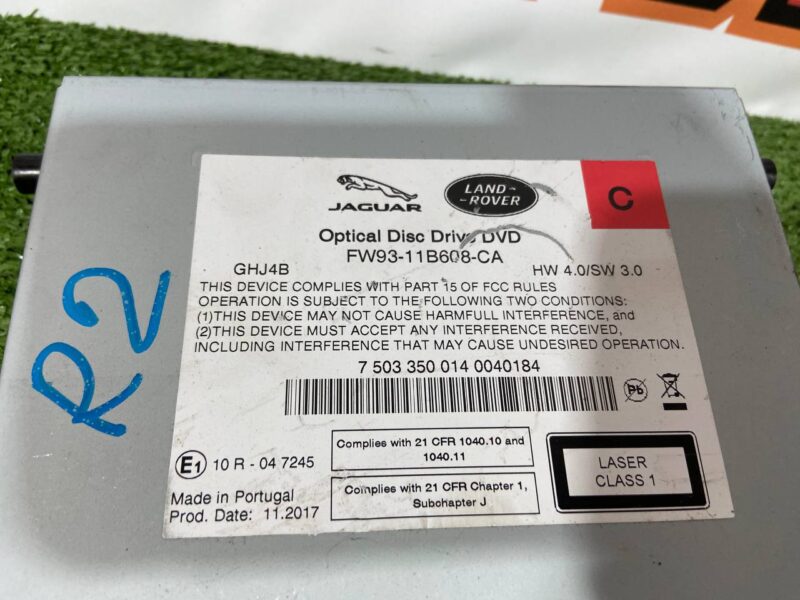 JAGUAR
LAND-
-ROVER
C
Optical Disc Drive DVD
FW93-11B608-CA
GHJ4B
HW 4.0/SW 3.0
THIS DEVICE COMPLIES WITH PART 15 OF FCC RULES
OPERATION IS SUBJECT TO THE FOLLOWING TWO CONDITIONS:
(1)THIS DEVICE MAY NOT CAUSE HARMFULL INTERFERENCE, and
(2)THIS DEVICE MUST ACCEPT ANY INTERFERENCE RECEIVED,
INCLUDING INTERFERENCE THAT MAY CAUSE UNDESIRED OPERATION.
7 503 350 014 0040184
Pb
E1 10 R - 04 7245
Complies with 21 CFR 1040.10 and
1040.11
Complies with 21 CFR Chapter 1,
Subchapter J
LASER
CLASS 1
Made in Portugal
Prod. Date: 11.2017
R2